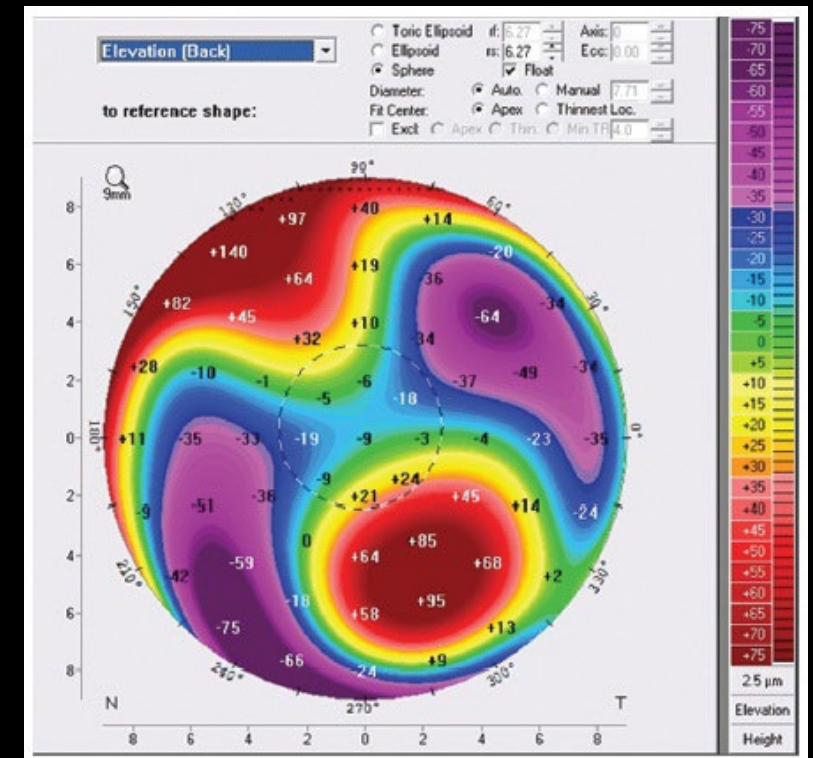 Elevation (Back)
Toric Ellipsoid rf: 6.27 Axis: 0
Ellipsoid rs: 6.27 Ecc: 0.00
Sphere Float
to reference shape:
Diameter: Auto. Manual 7.71
Fit Center: Apex Thinnest Loc.
Excl: Apex Thin. Min TP 4.0
9mm
90°
120° 60°
8 +97 +40 +14
+140 -20
6 +64 +19 -36
150° +82 -34 30°
4 +45 +10 -64
+32 -34
+28 -10 -49 -34
2 -1 -6 -37
-5 -18
180° 0 +11 -35 -33 -19 -9 -3 -4 -23 -35 0°
-9 +24
2 -9 -51 -36 +21 +45 +14 -24
0 +85
4 +64 +68
210° -42 -59 +2 330°
-18 +95
6 -75 +58 +13
-66 +9
8 240° -24 300°
N 270° T
8 6 4 2 0 2 4 6 8
-75
-70
-65
-60
-55
-50
-45
-40
-35
-30
-25
-20
-15
-10
-5
0
+5
+10
+15
+20
+25
+30
+35
+40
+45
+50
+55
+60
+65
+70
+75
2.5 µm
Elevation
Height